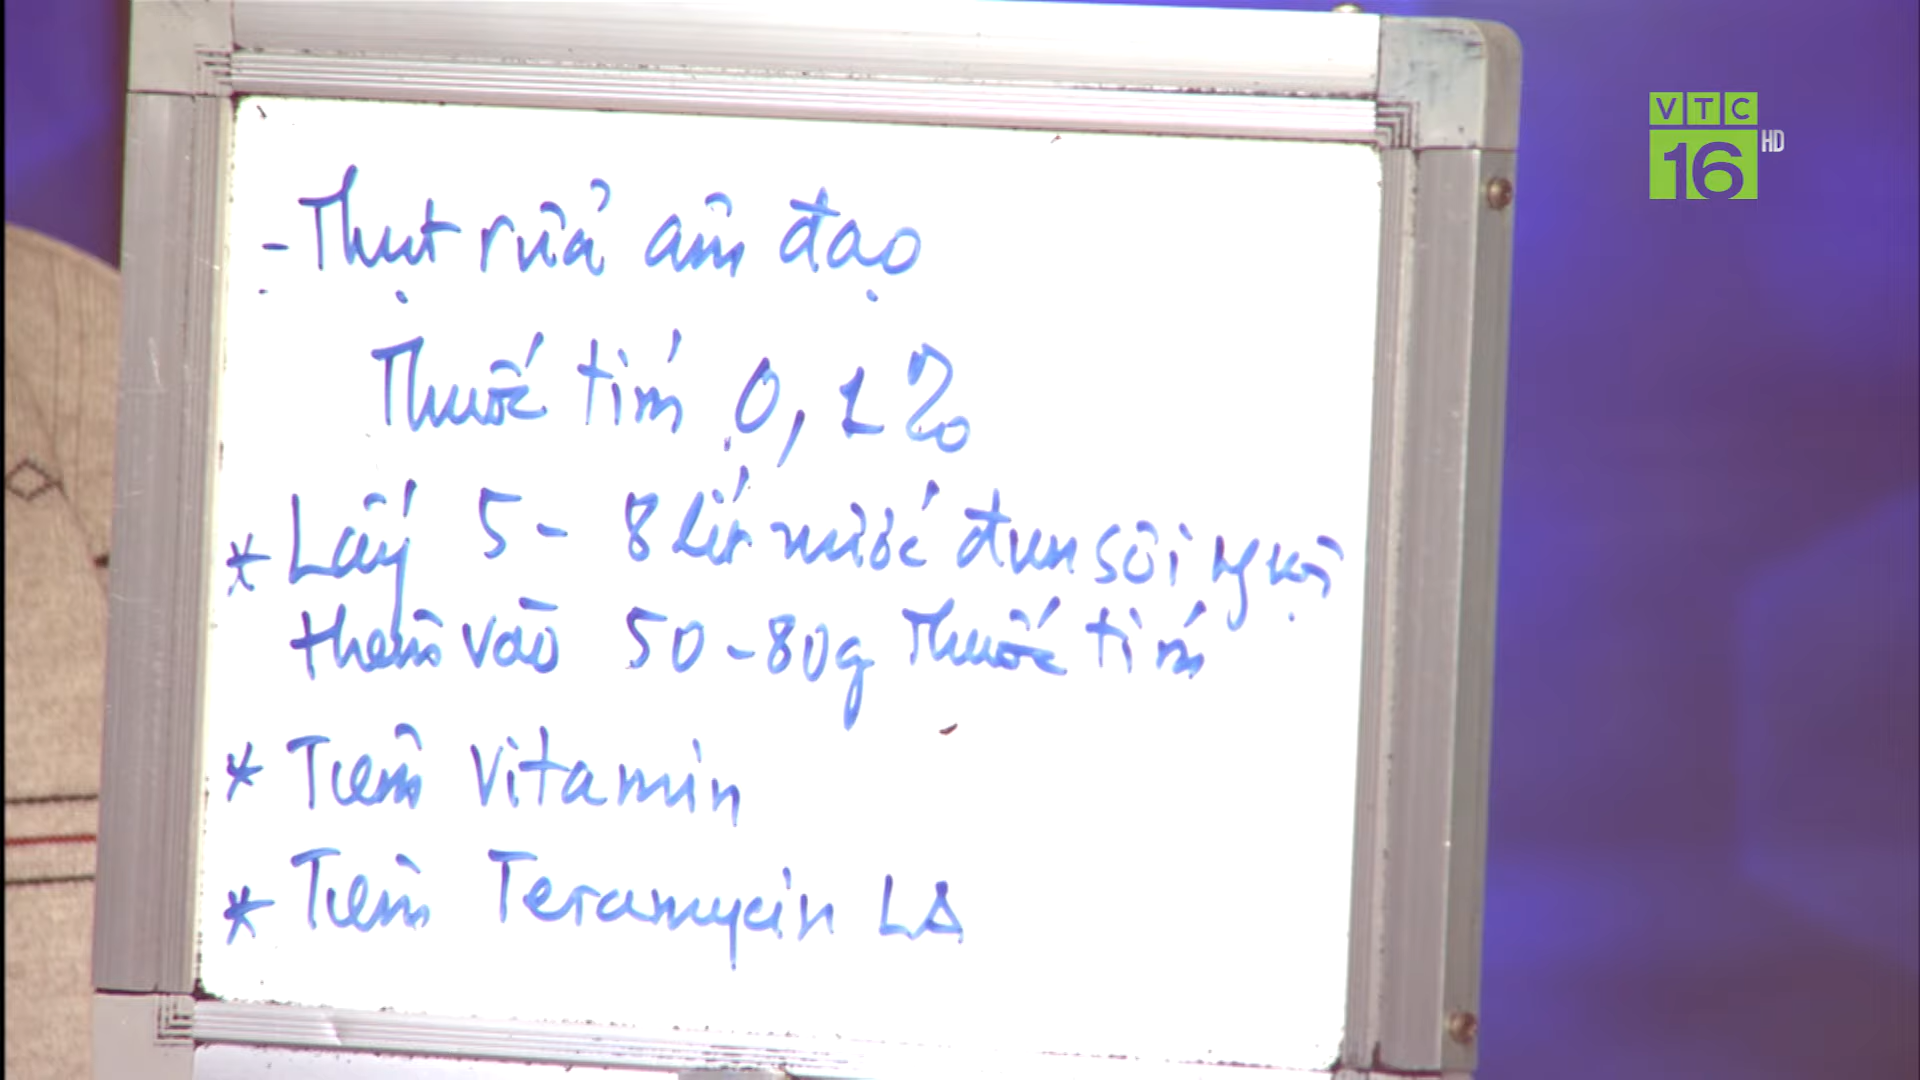 VTC
16 HD
- Thụt rửa âm đạo
Thuốc tím 0,1%
* Lấy 5 - 8 lít nước đun sôi nguội
thêm vào 50 - 80g thuốc tím
* Tiêm Vitamin
* Tiêm Teramycin LA